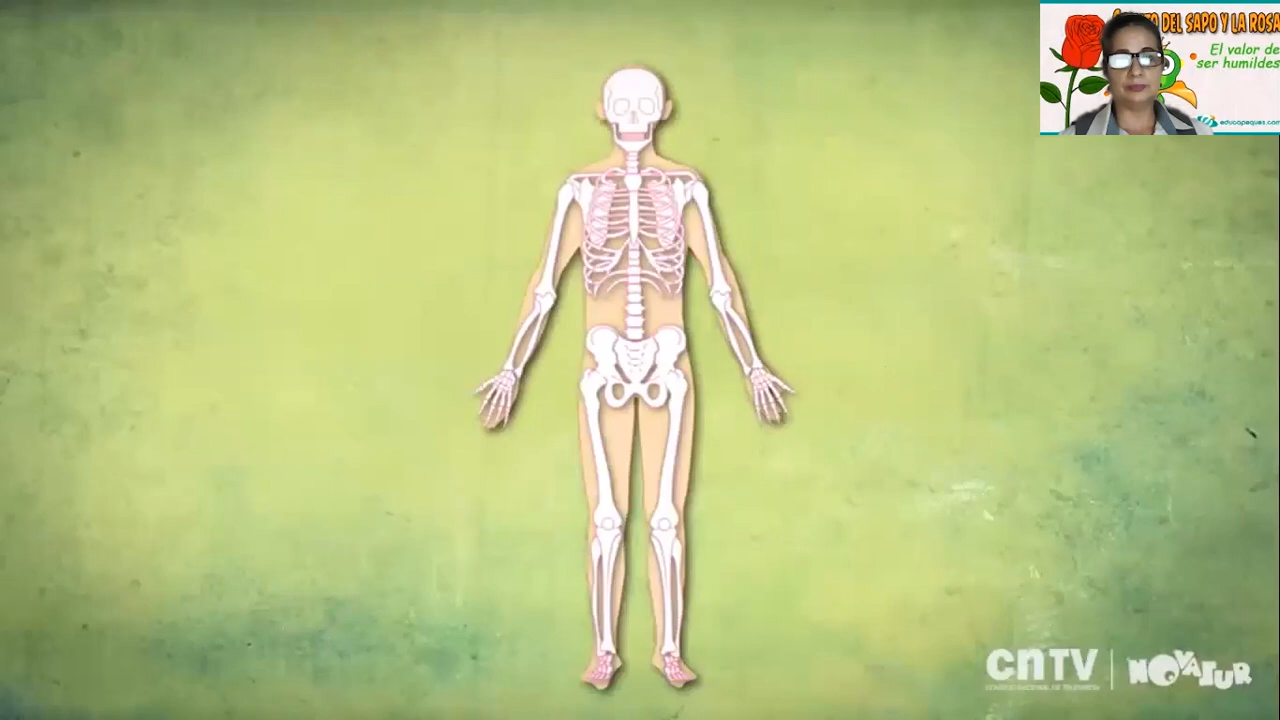 DEL SAPO Y LA ROSA
El valor de
ser humildes
educapeques.com
CNTV
NOVASUR